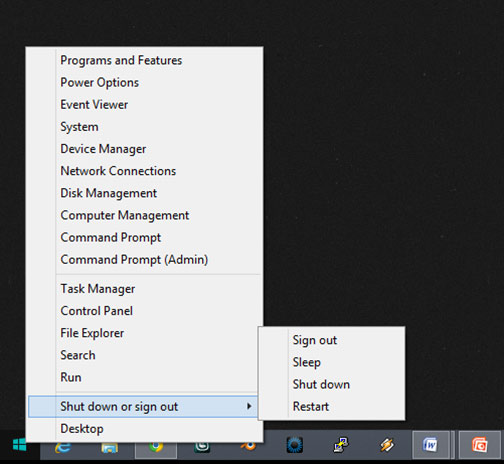 Programs and Features
Power Options
Event Viewer
System
Device Manager
Network Connections
Disk Management
Computer Management
Command Prompt
Command Prompt (Admin)
Task Manager
Control Panel
File Explorer
Search
Run
Shut down or sign out
Desktop
Sign out
Sleep
Shut down
Restart